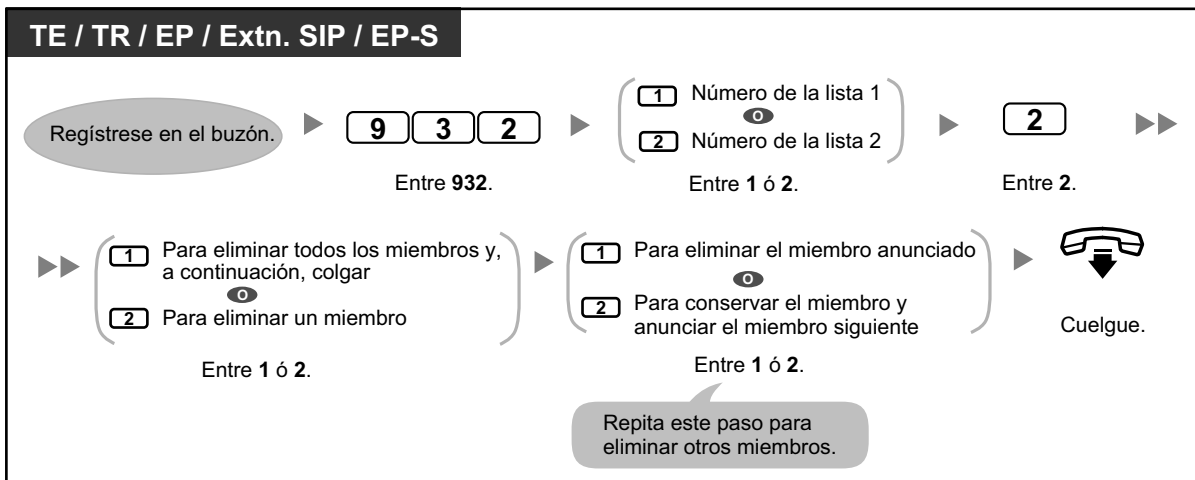 TE / TR / EP / Extn. SIP / EP-S
Regístrese en el buzón.
9 3 2
Entre 932.
1 Número de la lista 1
O
2 Número de la lista 2
Entre 1 ó 2.
2
Entre 2.
1 Para eliminar todos los miembros y,
a continuación, colgar
O
2 Para eliminar un miembro
Entre 1 ó 2.
1 Para eliminar el miembro anunciado
O
2 Para conservar el miembro y
anunciar el miembro siguiente
Entre 1 ó 2.
Repita este paso para
eliminar otros miembros.
Cuelgue.